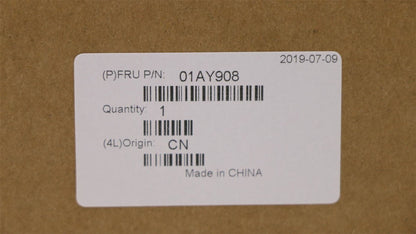 2019-07-09
(P)FRU P/N: 01AY908
Quantity: 1
(4L)Origin: CN
Made in CHINA